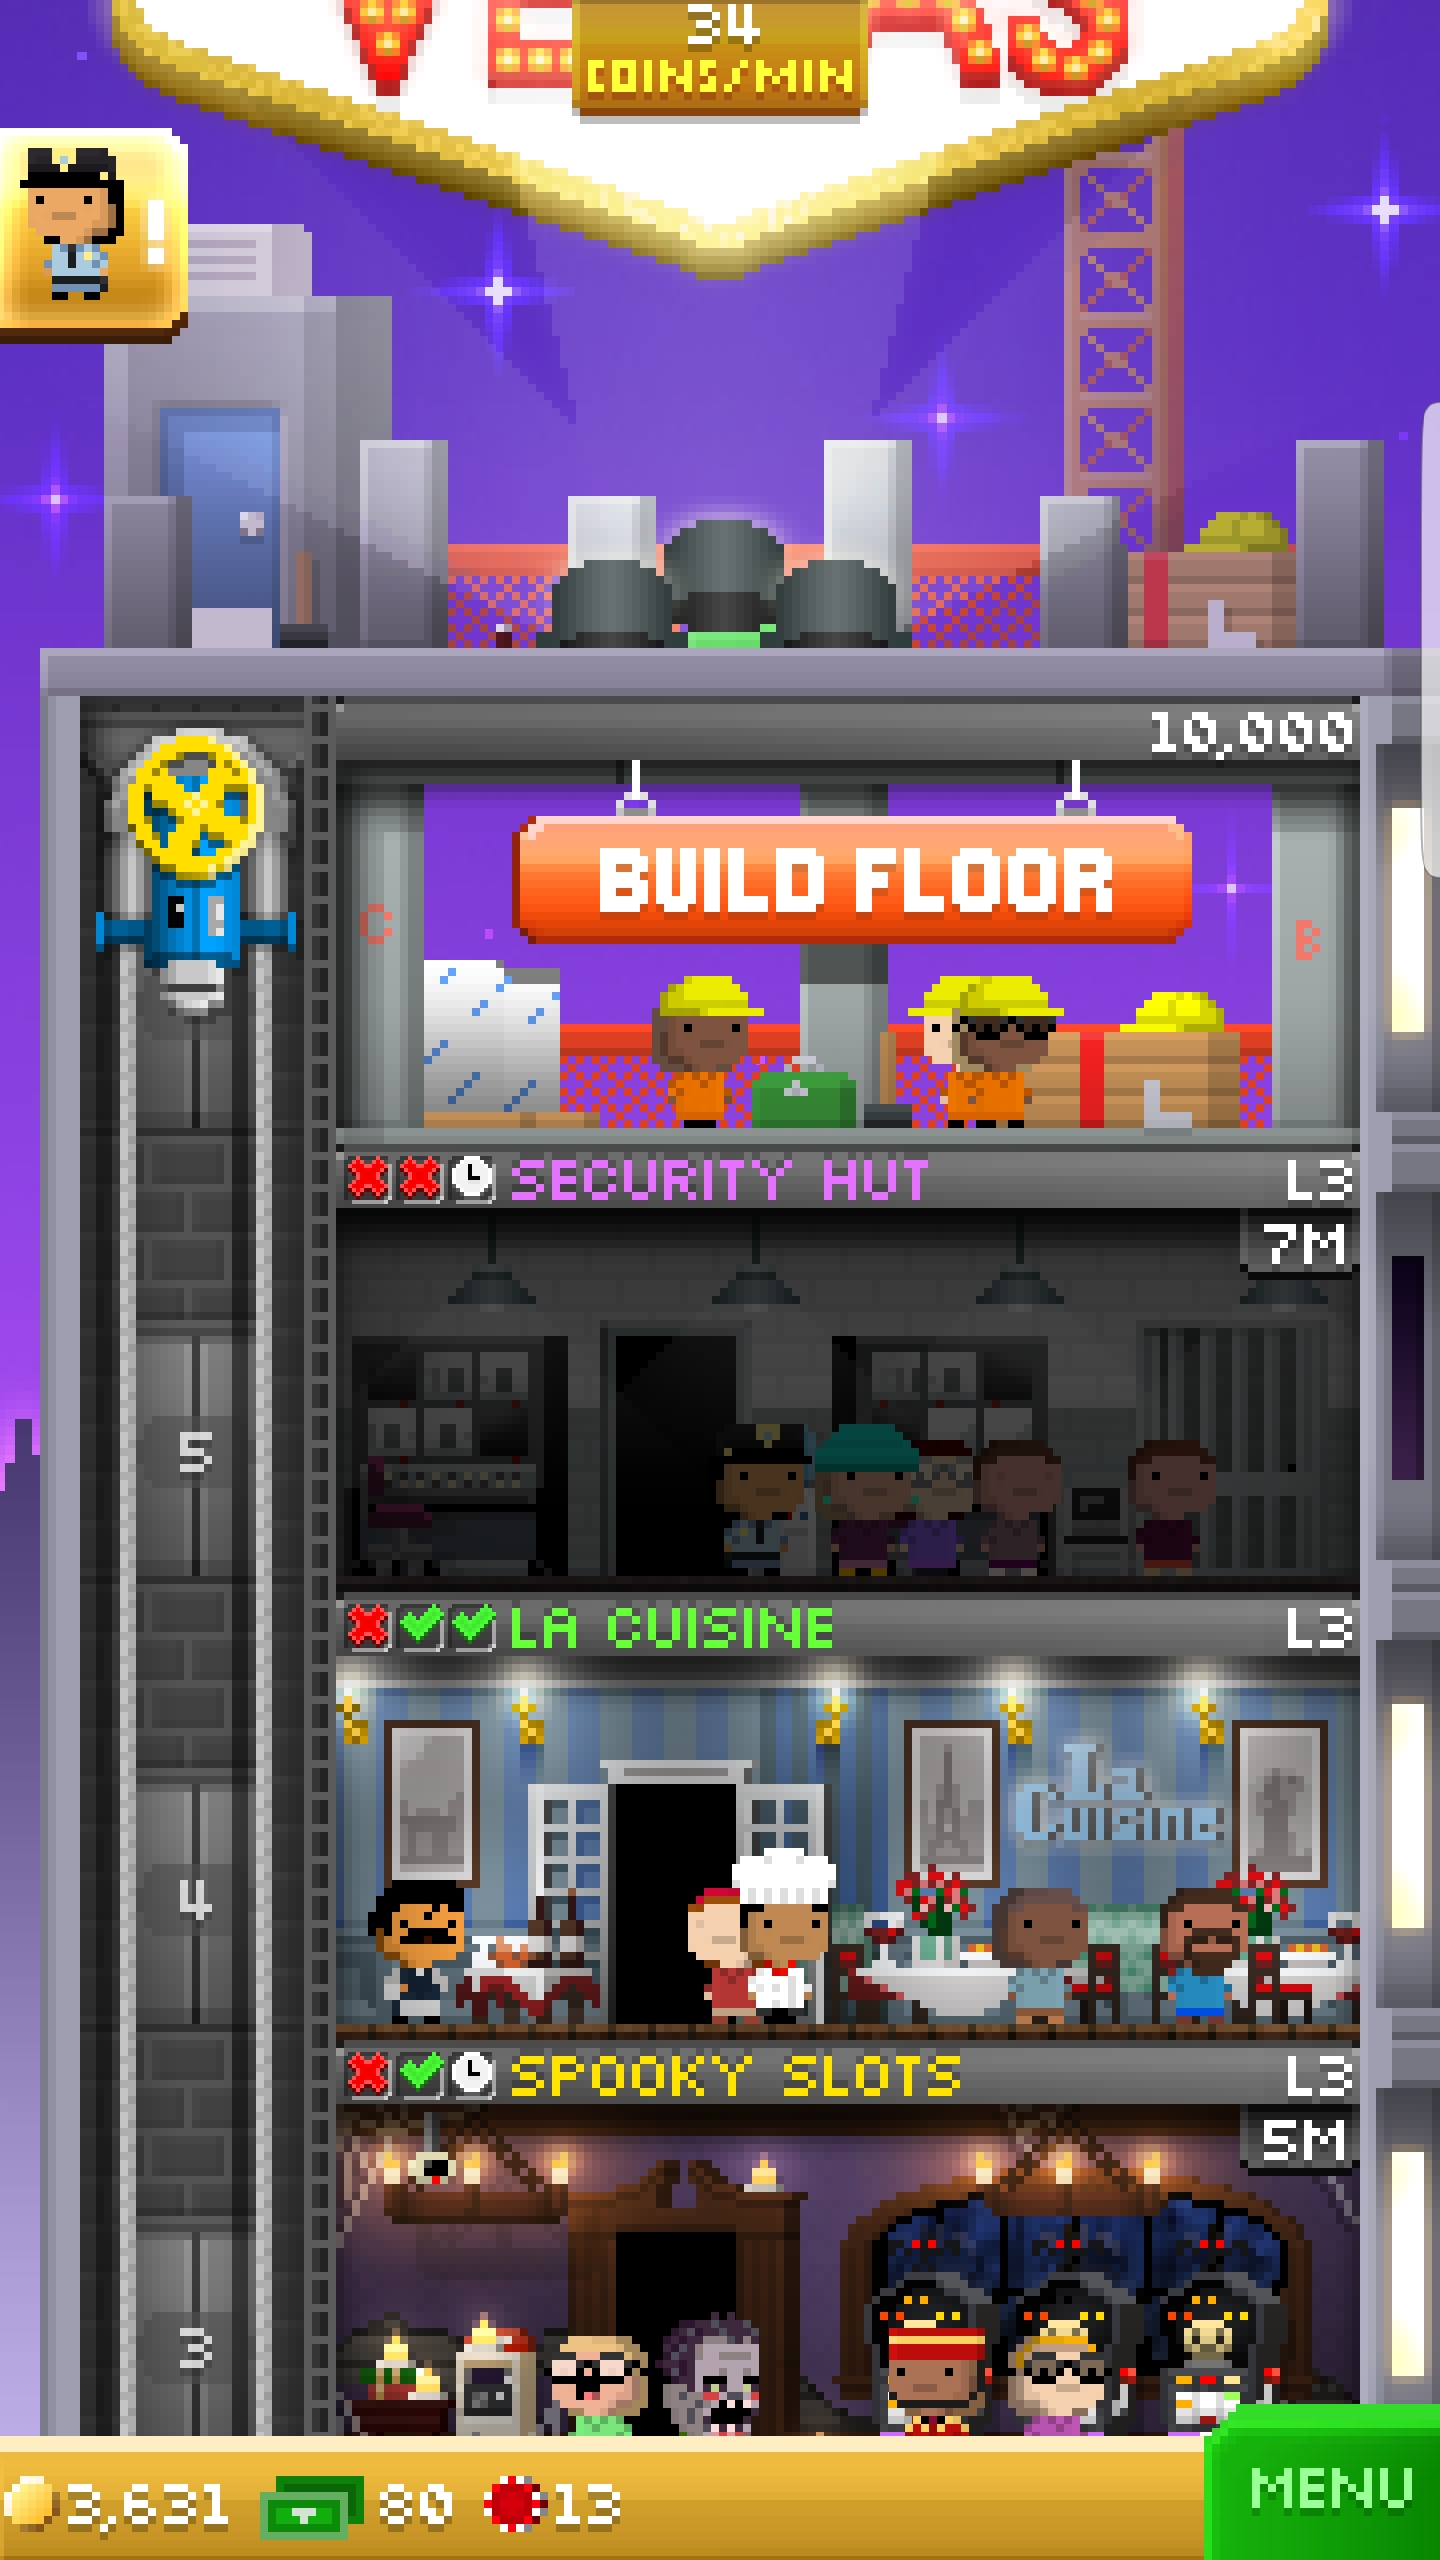 34
COINS/MIN
!
10,000
BUILD FLOOR
C
B
SECURITY HUT L3
7M
5
LA CUISINE L3
La
Cuisine
4
SPOOKY SLOTS L3
5M
3
3,631 80 13
MENU